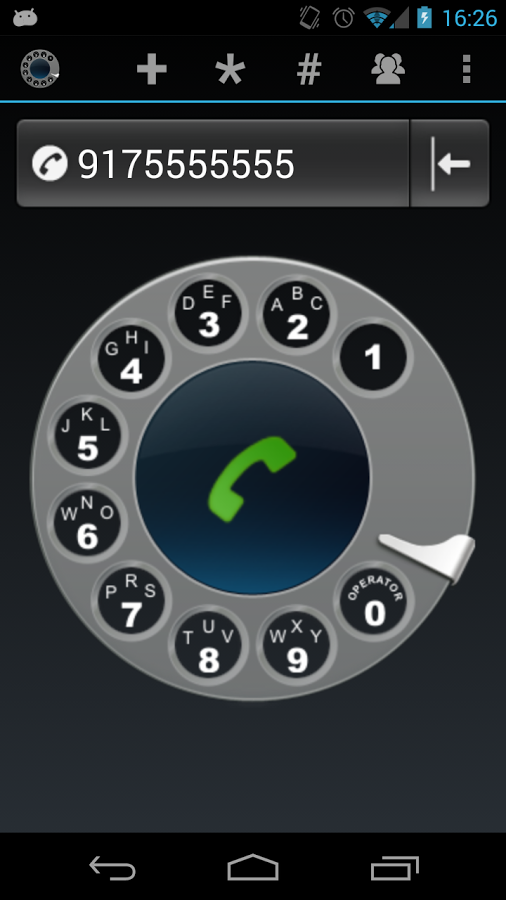 16:26
+ * #
9175555555
ABC
DEF
1
2
3
GHI
4
JKL
5
WNO
6
PRS
7
TUV
8
WXY
9
OPERATOR
0